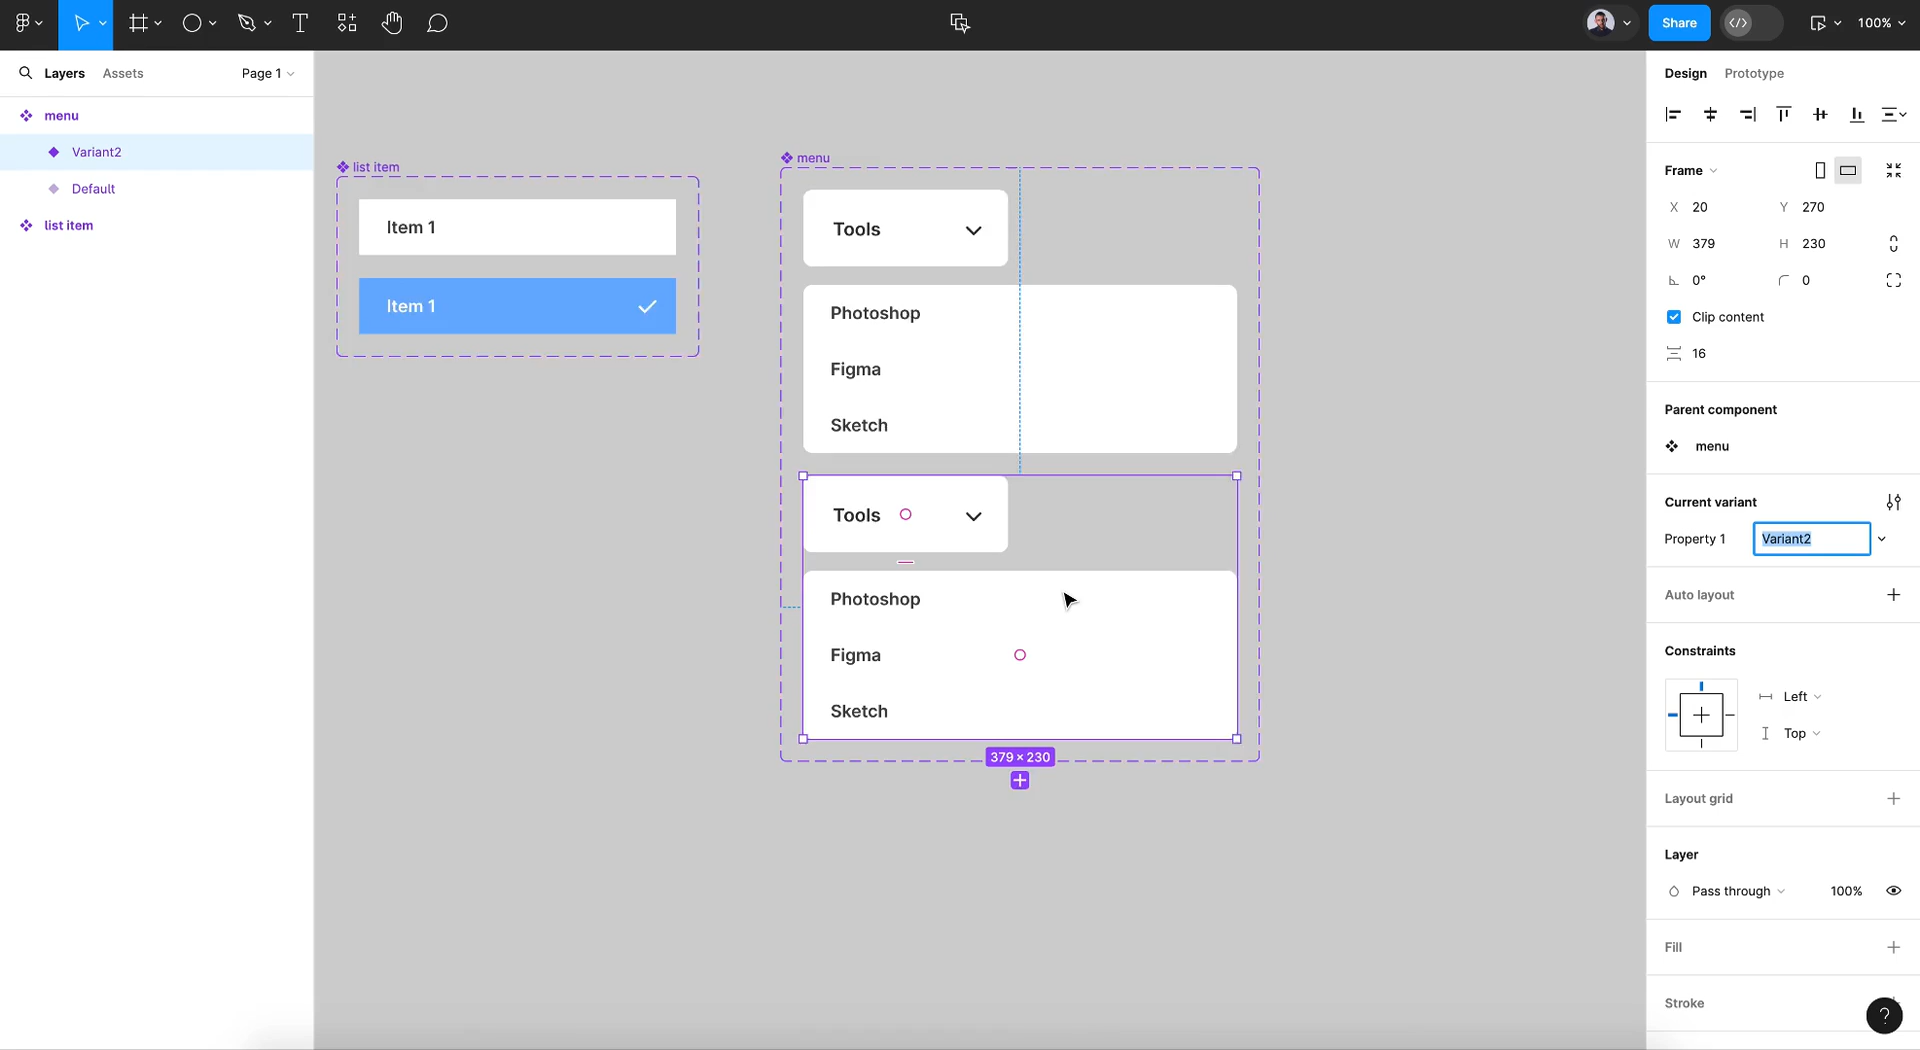 Share
100%
Layers
Assets
Page 1
menu
Variant2
Default
list item
list item
Item 1
Item 1
menu
Tools
Photoshop
Figma
Sketch
Tools
Photoshop
Figma
Sketch
379 × 230
Design
Prototype
Frame
X 20
Y 270
W 379
H 230
0°
0
Clip content
16
Parent component
menu
Current variant
Property 1
Variant2
Auto layout
Constraints
Left
Top
Layout grid
Layer
Pass through
100%
Fill
Stroke
?